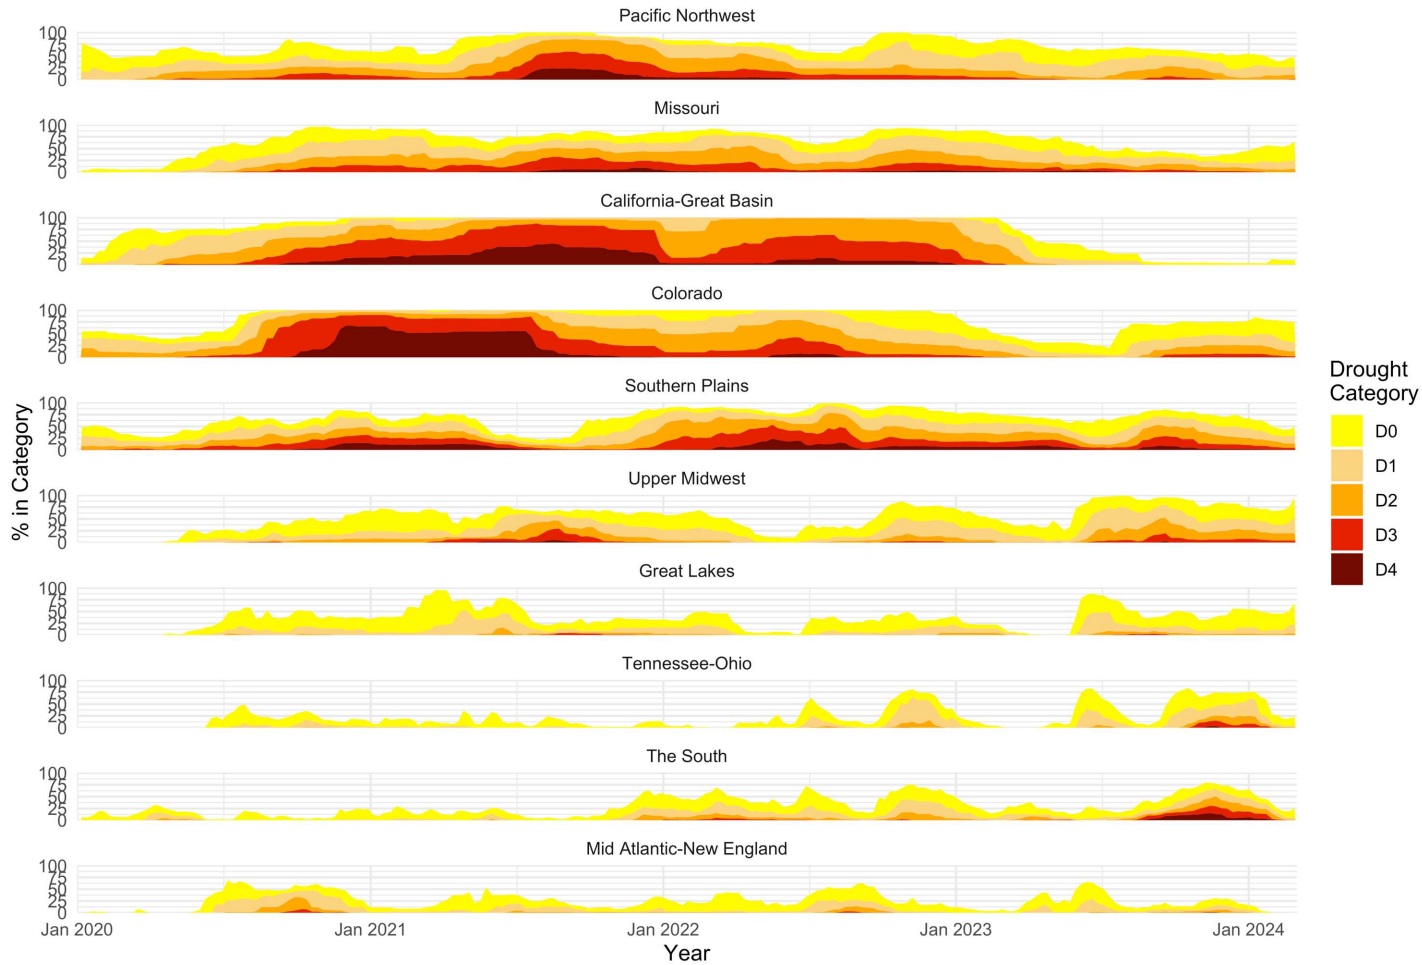 Pacific Northwest
100
75
50
25
0
Missouri
100
75
50
25
0
California-Great Basin
100
75
50
25
0
Colorado
100
75
50
25
0
Southern Plains
100
75
50
25
0
Upper Midwest
100
75
50
25
0
Great Lakes
100
75
50
25
0
Tennessee-Ohio
100
75
50
25
0
The South
100
75
50
25
0
Mid Atlantic-New England
100
75
50
25
0
Jan 2020 Jan 2021 Jan 2022 Jan 2023 Jan 2024
Year
% in Category
Drought
Category
D0
D1
D2
D3
D4